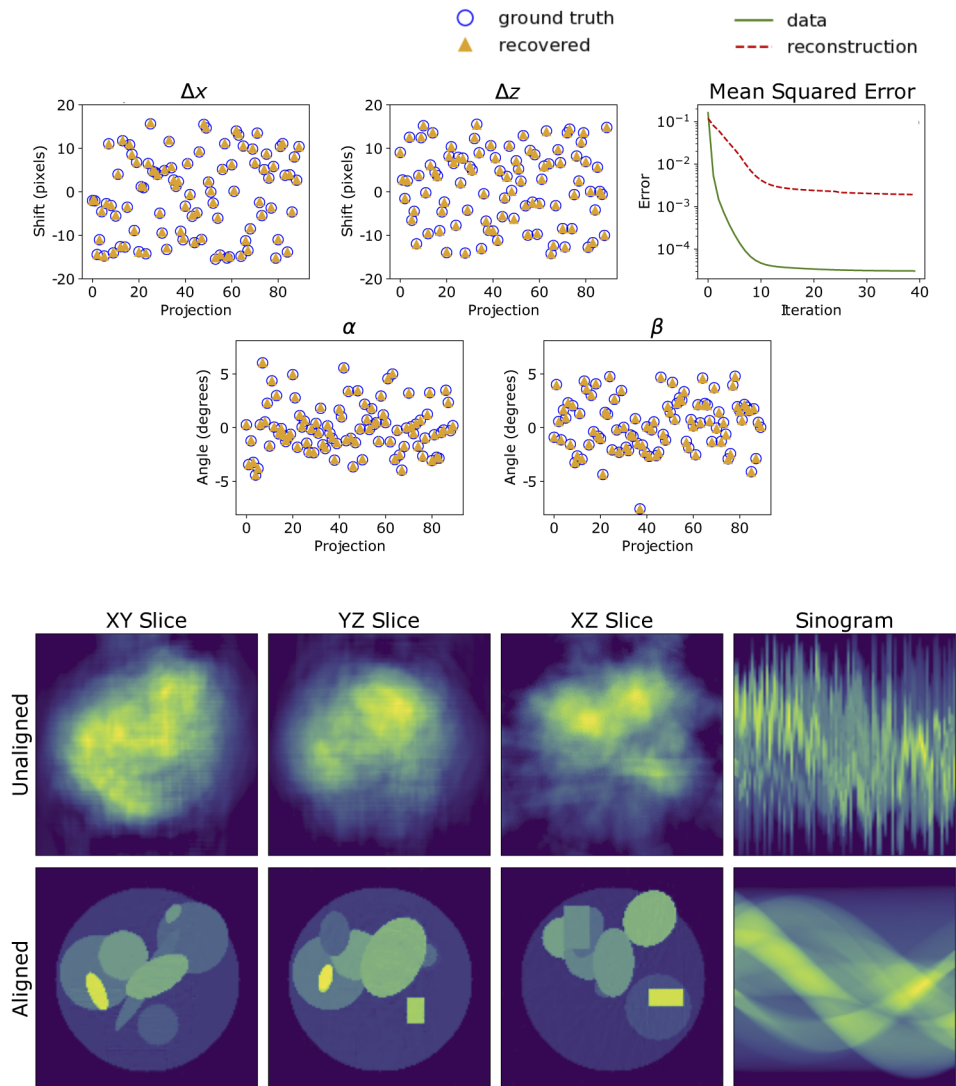 ground truth
recovered
data
reconstruction
Δx
Δz
Mean Squared Error
20
10
0
-10
-20
Shift (pixels)
0 20 40 60 80
Projection
20
10
0
-10
-20
Shift (pixels)
0 20 40 60 80
Projection
10⁻¹
10⁻²
10⁻³
10⁻⁴
Error
0 10 20 30 40
Iteration
α
β
5
0
-5
Angle (degrees)
0 20 40 60 80
Projection
5
0
-5
Angle (degrees)
0 20 40 60 80
Projection
XY Slice
YZ Slice
XZ Slice
Sinogram
Unaligned
Aligned